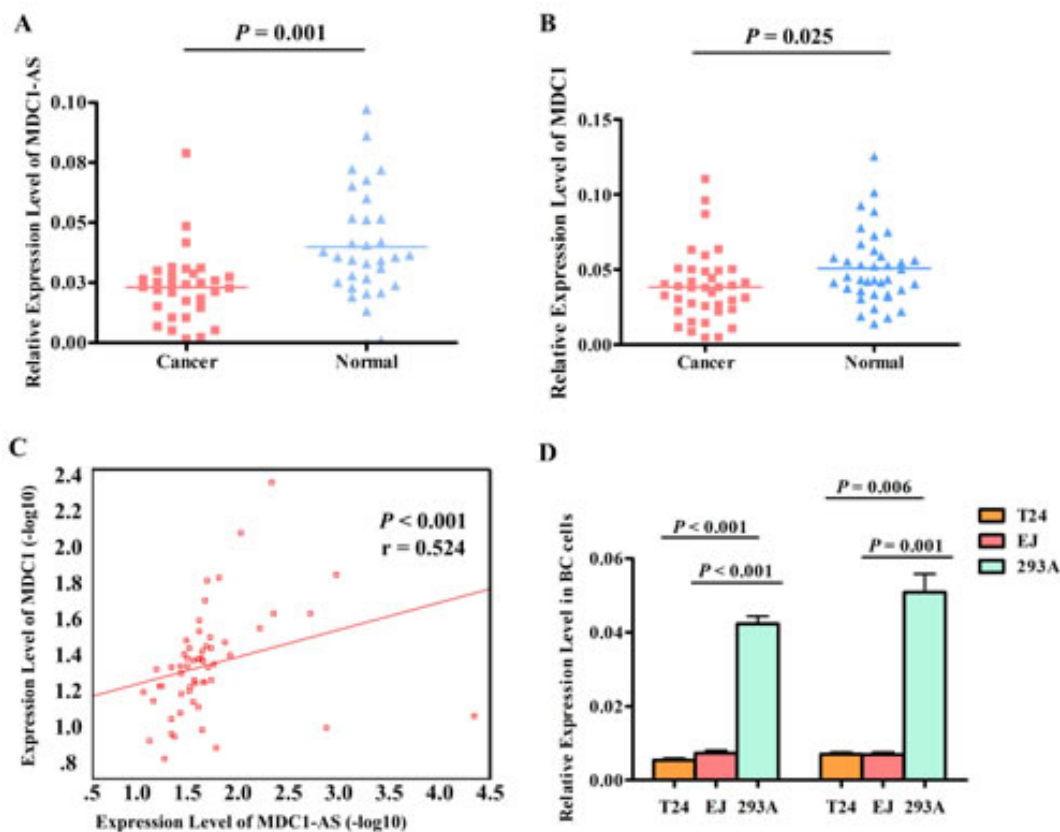 A
P = 0.001
Relative Expression Level of MDC1-AS
0.10
0.08
0.05
0.03
0.00
Cancer
Normal
B
P = 0.025
Relative Expression Level of MDC1
0.15
0.10
0.05
0.00
Cancer
Normal
C
Expression Level of MDC1 (-log10)
2.4
2.2
2.0
1.8
1.6
1.4
1.2
1.0
.8
P < 0.001
r = 0.524
.5 1.0 1.5 2.0 2.5 3.0 3.5 4.0 4.5
Expression Level of MDC1-AS (-log10)
D
Relative Expression Level in BC cells
0.06
0.04
0.02
0.00
P < 0.001
P < 0.001
P = 0.006
P = 0.001
T24
EJ
293A
T24 EJ 293A T24 EJ 293A